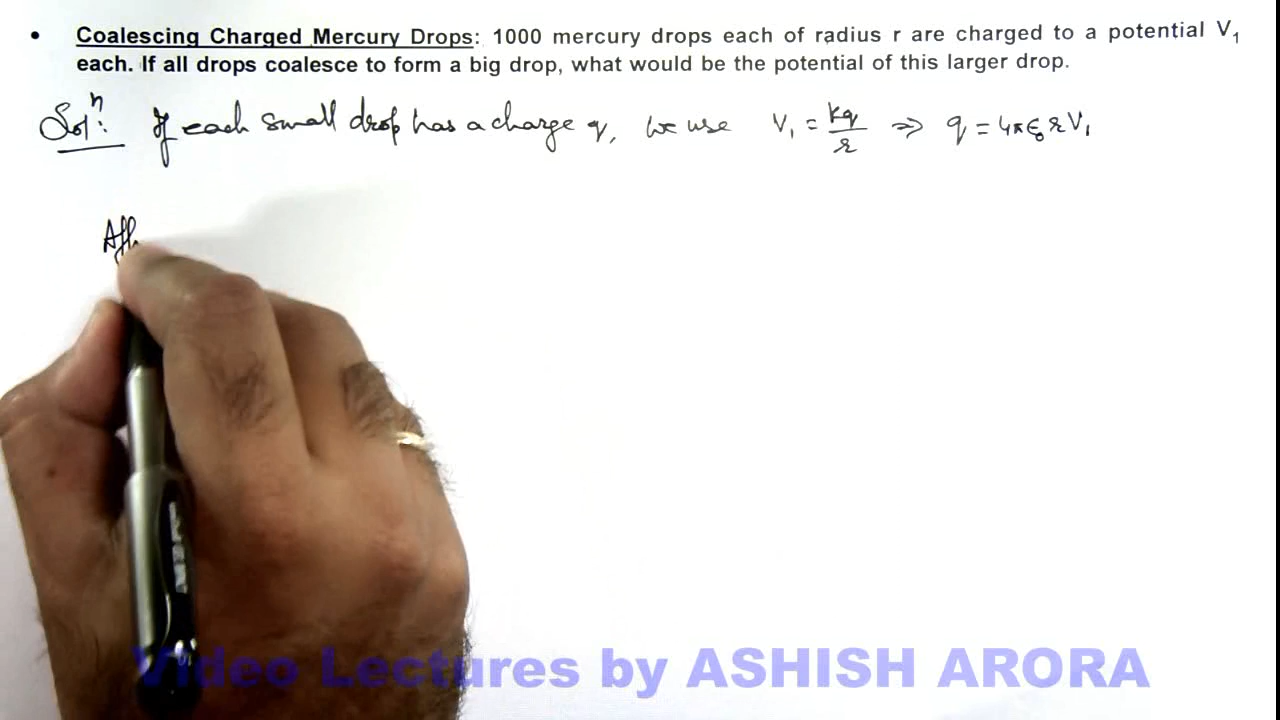 • Coalescing Charged Mercury Drops: 1000 mercury drops each of radius r are charged to a potential V₁
each. If all drops coalesce to form a big drop, what would be the potential of this larger drop.
Solⁿ: If each small drop has a charge q, we use V₁ = kq/r ⇒ q = 4π∈₀rV₁
Video Lectures by ASHISH ARORA